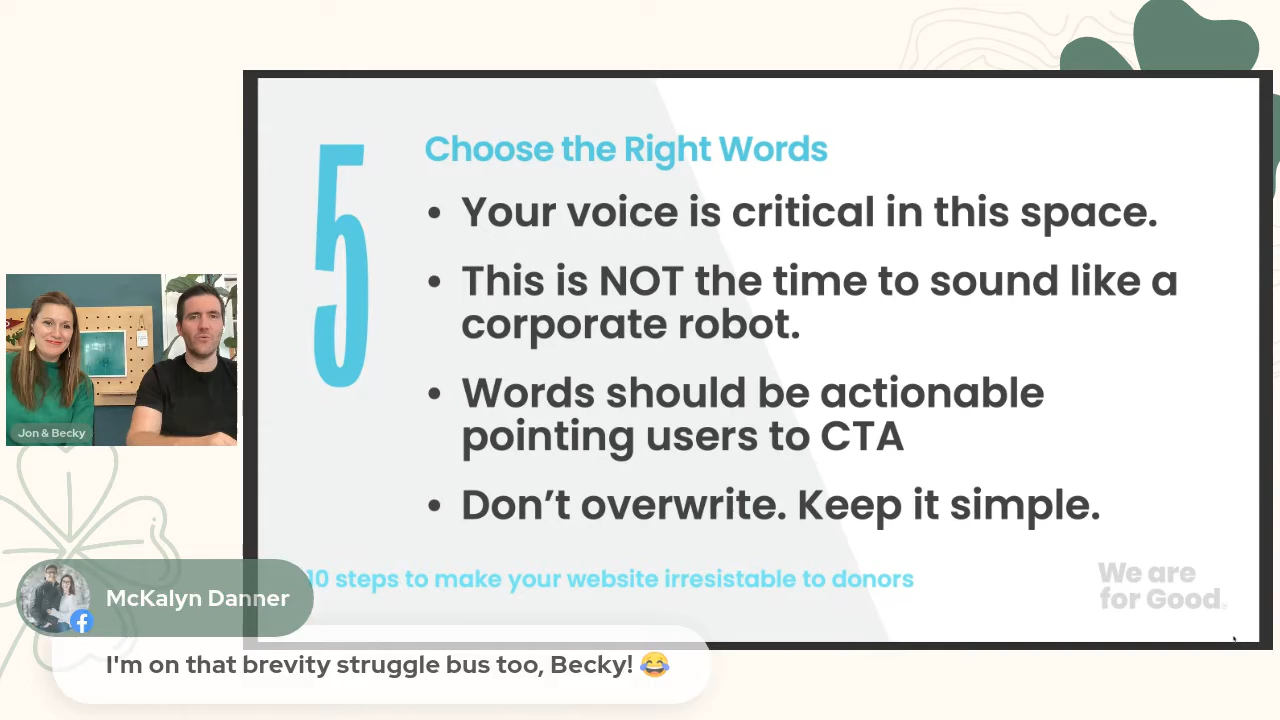 5
Choose the Right Words
• Your voice is critical in this space.
• This is NOT the time to sound like a
corporate robot.
• Words should be actionable
pointing users to CTA
• Don’t overwrite. Keep it simple.
10 steps to make your website irresistable to donors
We are
for Good.
Jon & Becky
McKalyn Danner
I'm on that brevity struggle bus too, Becky! 😂